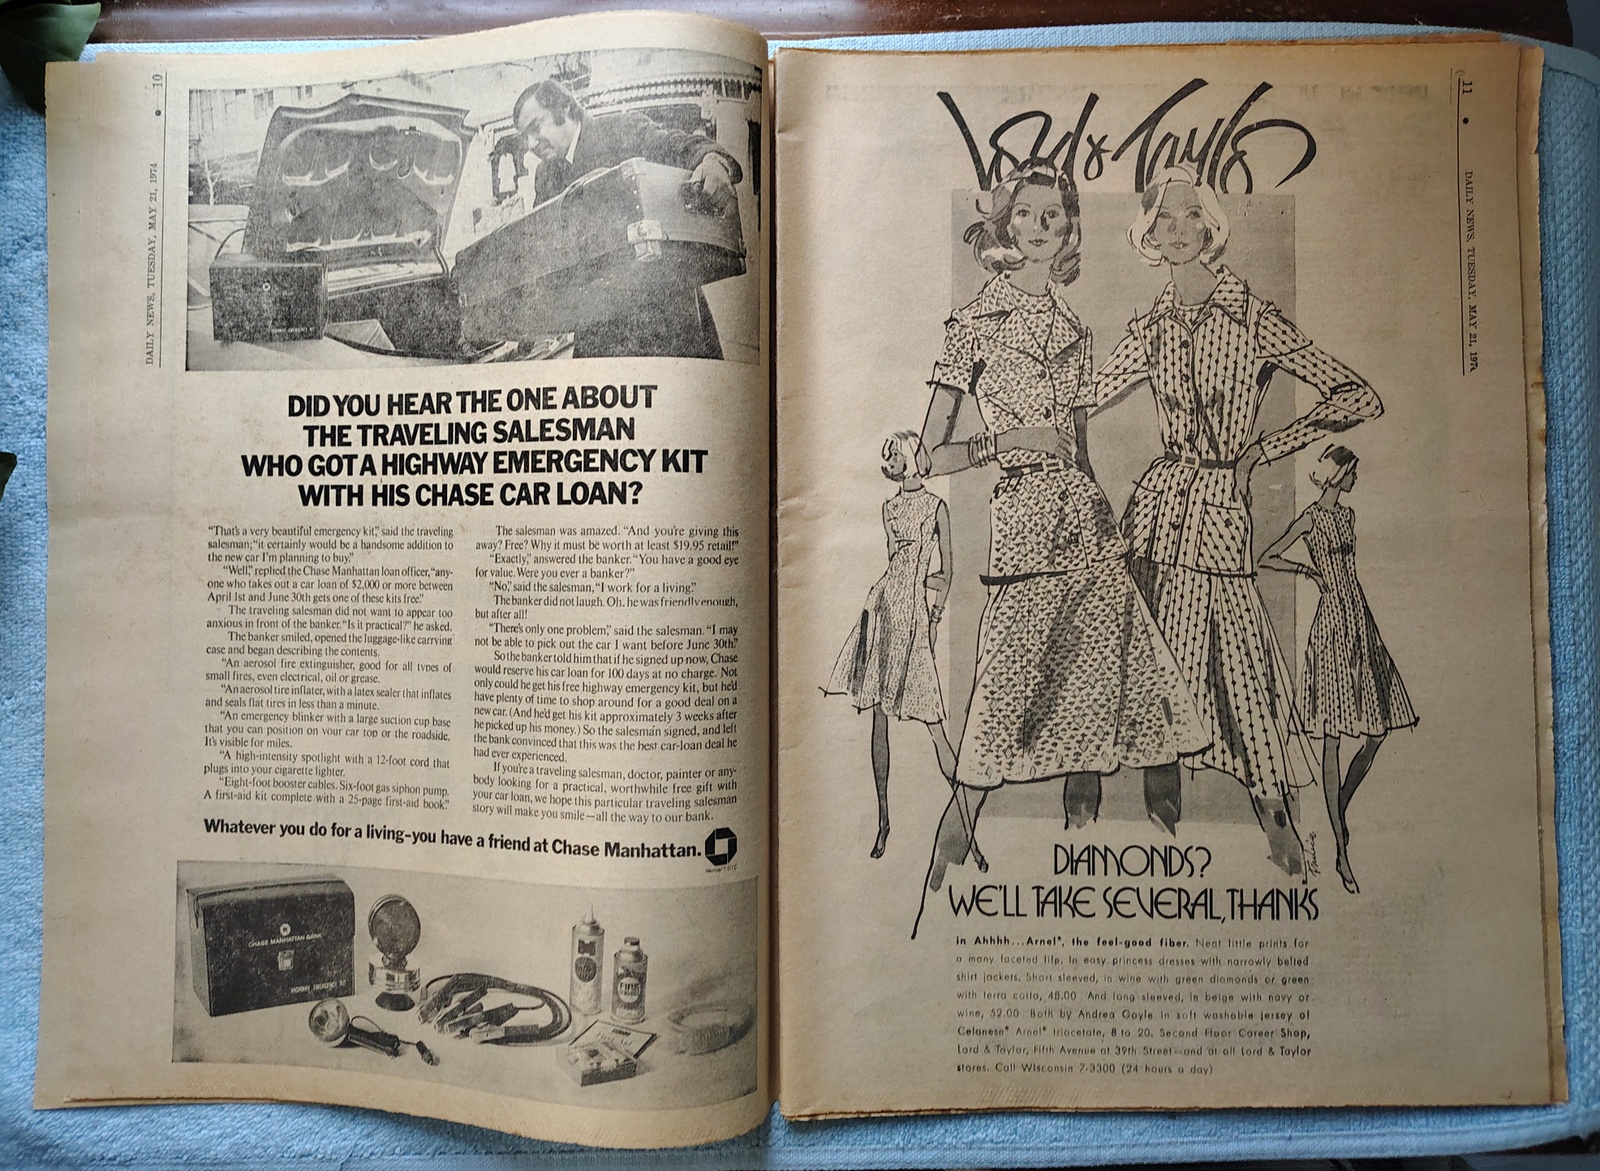 10 • DAILY NEWS, TUESDAY, MAY 21, 1974
DID YOU HEAR THE ONE ABOUT
THE TRAVELING SALESMAN
WHO GOT A HIGHWAY EMERGENCY KIT
WITH HIS CHASE CAR LOAN?
"That's a very beautiful emergency kit," said the traveling
salesman; "it certainly would be a handsome addition to
the new car I'm planning to buy."
"Well," replied the Chase Manhattan loan officer, "any-
one who takes out a car loan of $2,000 or more between
April 1st and June 30th gets one of these kits free."
The traveling salesman did not want to appear too
anxious in front of the banker. "Is it practical?" he asked.
The banker smiled, opened the luggage-like carrying
case and began describing the contents.
"An aerosol fire extinguisher, good for all types of
small fires, even electrical, oil or grease.
"An aerosol tire inflater, with a latex sealer that inflates
and seals flat tires in less than a minute.
"An emergency blinker with a large suction cup base
that you can position on your car top or the roadside.
It's visible for miles.
"A high-intensity spotlight with a 12-foot cord that
plugs into your cigarette lighter.
"Eight-foot booster cables. Six-foot gas siphon pump.
A first-aid kit complete with a 25-page first-aid book."
The salesman was amazed. "And you're giving this
away? Free? Why it must be worth at least $19.95 retail!"
"Exactly," answered the banker. "You have a good eye
for value. Were you ever a banker?"
"No," said the salesman, "I work for a living."
The banker did not laugh. Oh, he was friendly enough,
but after all!
"There's only one problem," said the salesman. "I may
not be able to pick out the car I want before June 30th."
So the banker told him that if he signed up now, Chase
would reserve his car loan for 100 days at no charge. Not
only could he get his free highway emergency kit, but he'd
have plenty of time to shop around for a good deal on a
new car. (And he'd get his kit approximately 3 weeks after
he picked up his money.) So the salesman signed, and left
the bank convinced that this was the best car-loan deal he
had ever experienced.
If you're a traveling salesman, doctor, painter or any-
body looking for a practical, worthwhile free gift with
your car loan, we hope this particular traveling salesman
story will make you smile—all the way to our bank.
Whatever you do for a living–you have a friend at Chase Manhattan.
Member F.D.I.C.
CHASE MANHATTAN BANK
HIGHWAY EMERGENCY KIT
FIRE
11 • DAILY NEWS, TUESDAY, MAY 21, 1974
Lord & Taylor
DIAMONDS?
WE'LL TAKE SEVERAL, THANKS
in Ahhhh...Arnel®, the feel-good fiber. Neat little prints for
a many faceted life. In easy princess dresses with narrowly belted
shirt jackets. Short sleeved, in wine with green diamonds or green
with terra cotta, 48.00 And long sleeved, in beige with navy or
wine, 52.00 Both by Andrea Gayle in soft washable jersey of
Celanese® Arnel® triacetate, 8 to 20. Second Floor Career Shop,
Lord & Taylor, Fifth Avenue at 39th Street—and at all Lord & Taylor
stores. Call WIsconsin 7-3300 (24 hours a day)